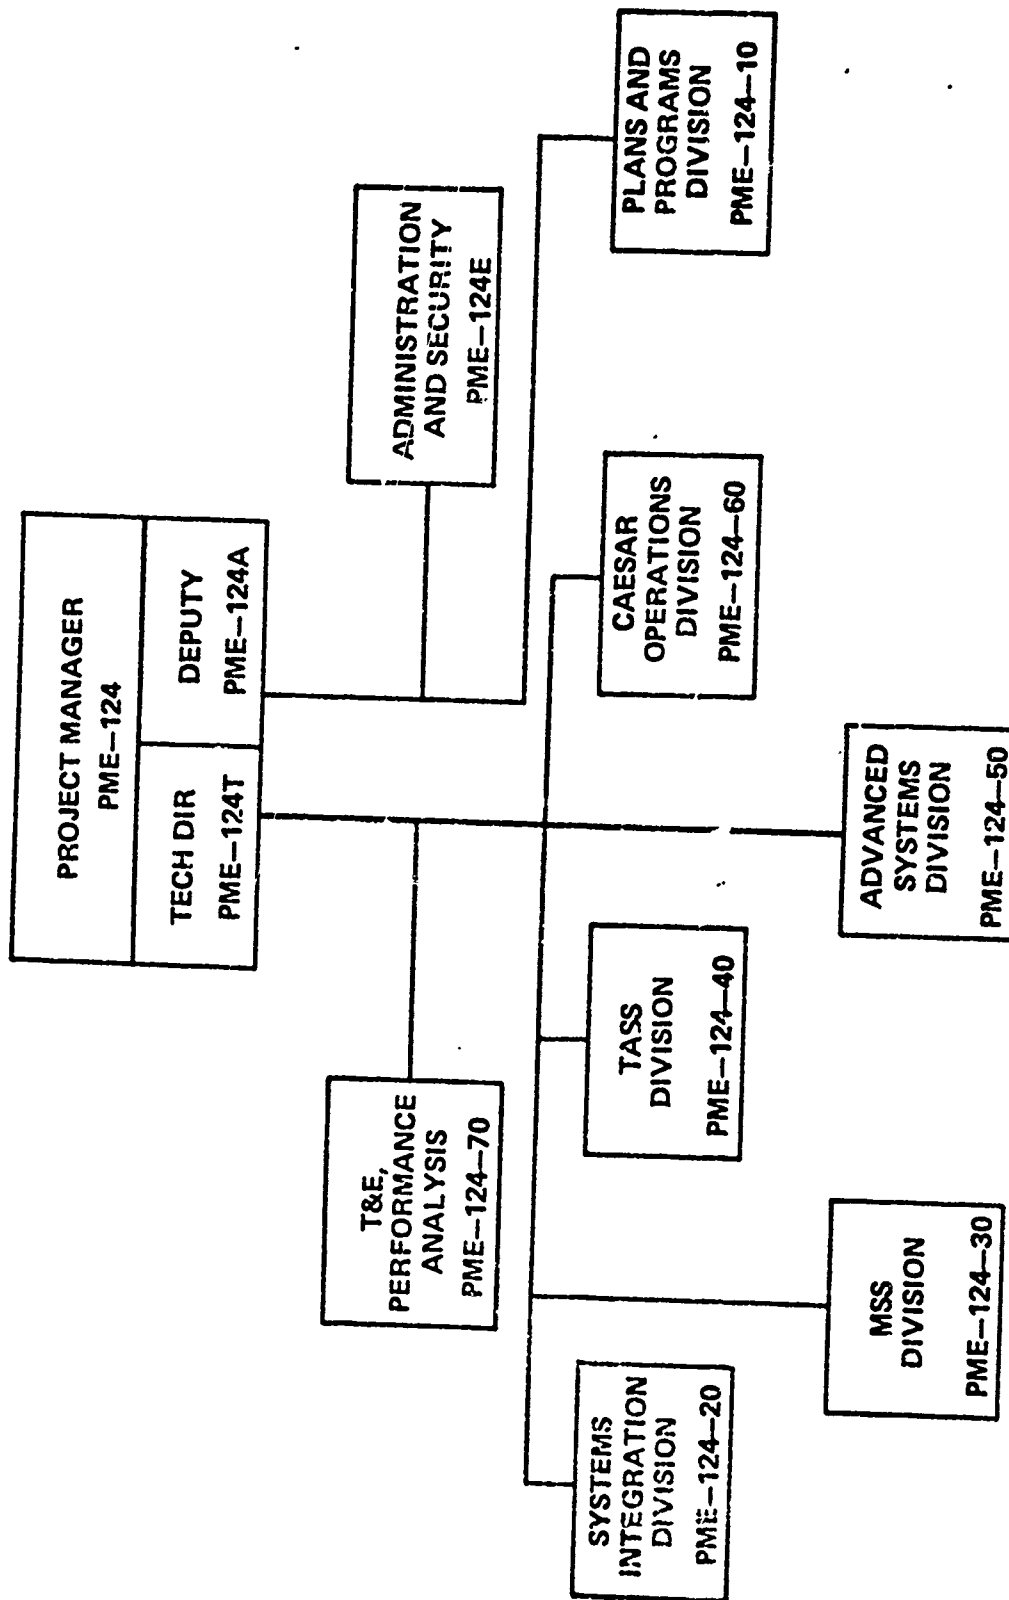 PROJECT MANAGER
PME-124
TECH DIR
PME-124T
DEPUTY
PME-124A
T&E,
PERFORMANCE
ANALYSIS
PME-124-70
ADMINISTRATION
AND SECURITY
PME-124E
SYSTEMS
INTEGRATION
DIVISION
PME-124-20
MSS
DIVISION
PME-124-30
TASS
DIVISION
PME-124-40
ADVANCED
SYSTEMS
DIVISION
PME-124-50
CAESAR
OPERATIONS
DIVISION
PME-124-60
PLANS AND
PROGRAMS
DIVISION
PME-124-10